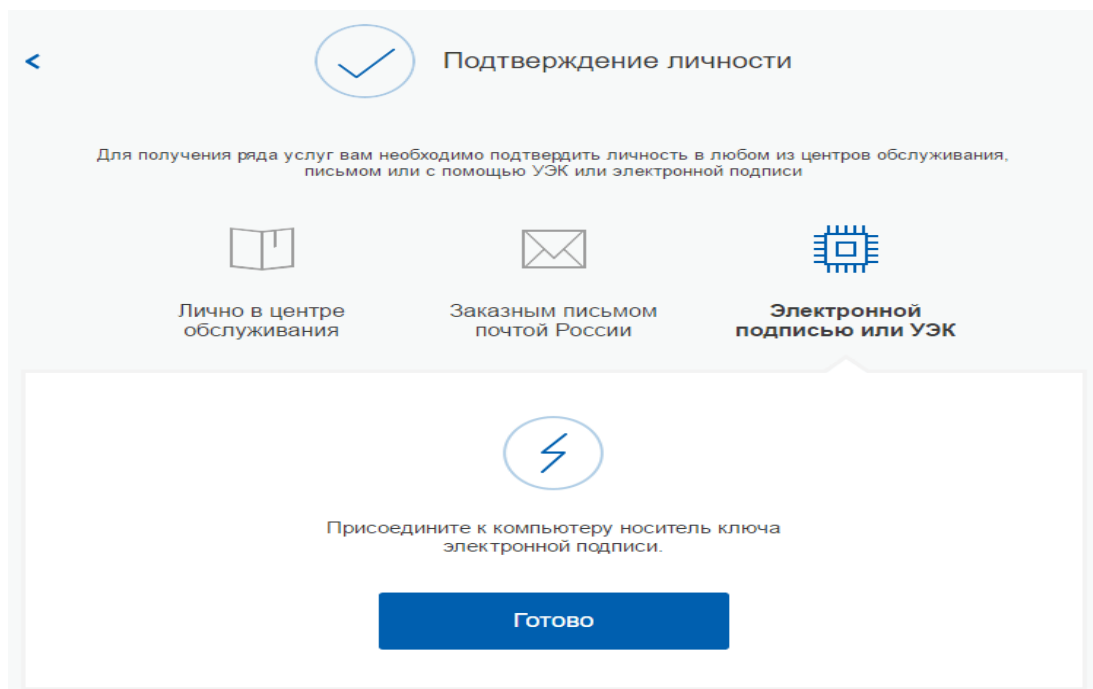 Подтверждение личности
Для получения ряда услуг вам необходимо подтвердить личность в любом из центров обслуживания,
письмом или с помощью УЭК или электронной подписи
Лично в центре
обслуживания
Заказным письмом
почтой России
Электронной
подписью или УЭК
Присоедините к компьютеру носитель ключа
электронной подписи.
Готово